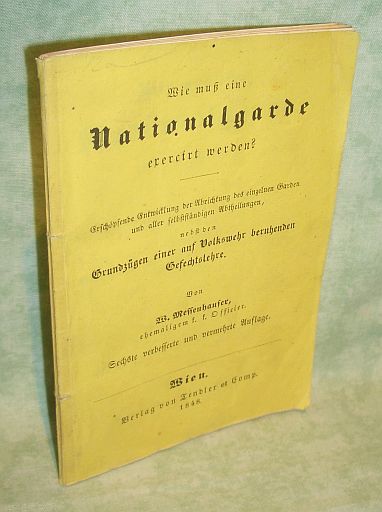 Wie muß eine
Nationalgarde
exercirt werden?
Erschöpfende Entwicklung der Abrichtung des einzelnen Garden
und aller selbstständigen Abtheilungen,
nebst den
Grundzügen einer auf Volkswehr beruhenden
Gefechtslehre.
Von
W. Messenhauser,
ehemaligem k. k. Officier.
Sechste verbesserte und vermehrte Auflage.
Wien.
Verlag von Tendler et Comp.
1848.